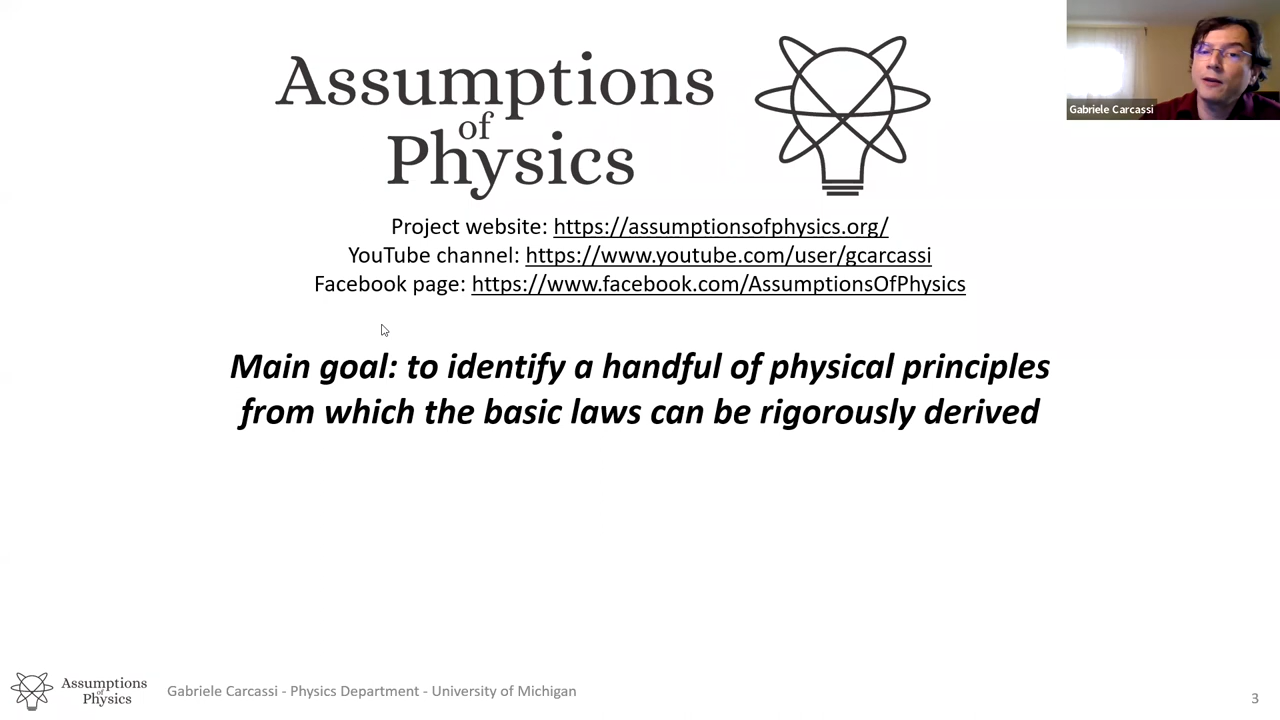 Assumptions
of
Physics
Gabriele Carcassi
Project website: https://assumptionsofphysics.org/
YouTube channel: https://www.youtube.com/user/gcarcassi
Facebook page: https://www.facebook.com/AssumptionsOfPhysics
Main goal: to identify a handful of physical principles
from which the basic laws can be rigorously derived
Assumptions
of
Physics
Gabriele Carcassi - Physics Department - University of Michigan
3